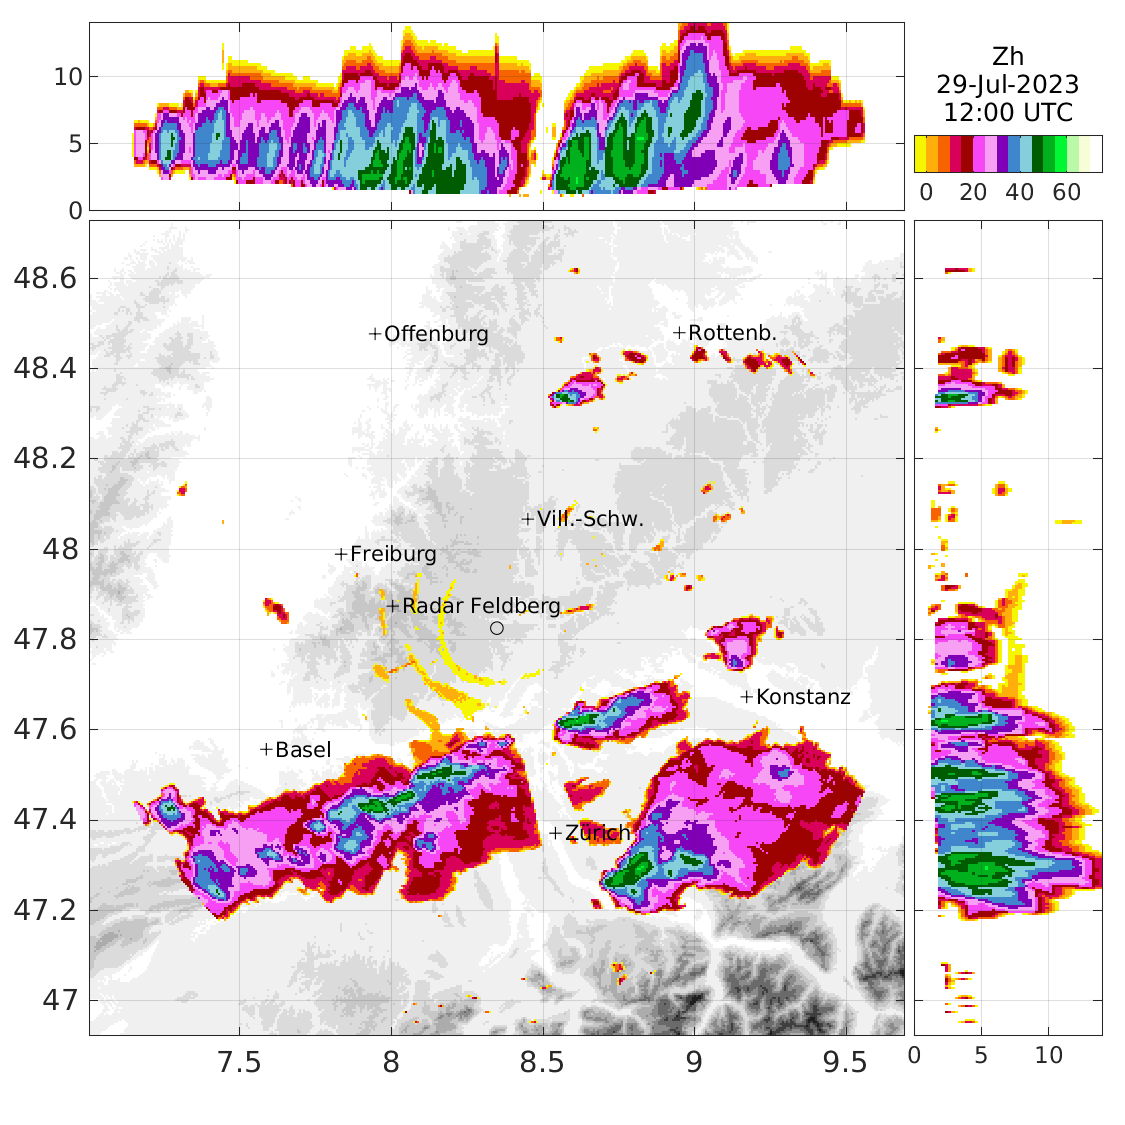 Zh
29-Jul-2023
12:00 UTC
0 20 40 60
10
5
0
48.6
48.4
48.2
48
47.8
47.6
47.4
47.2
47
+Offenburg
+Rottenb.
+Vill.-Schw.
+Freiburg
+Radar Feldberg
+Konstanz
+Basel
+Zürich
7.5 8 8.5 9 9.5
0 5 10